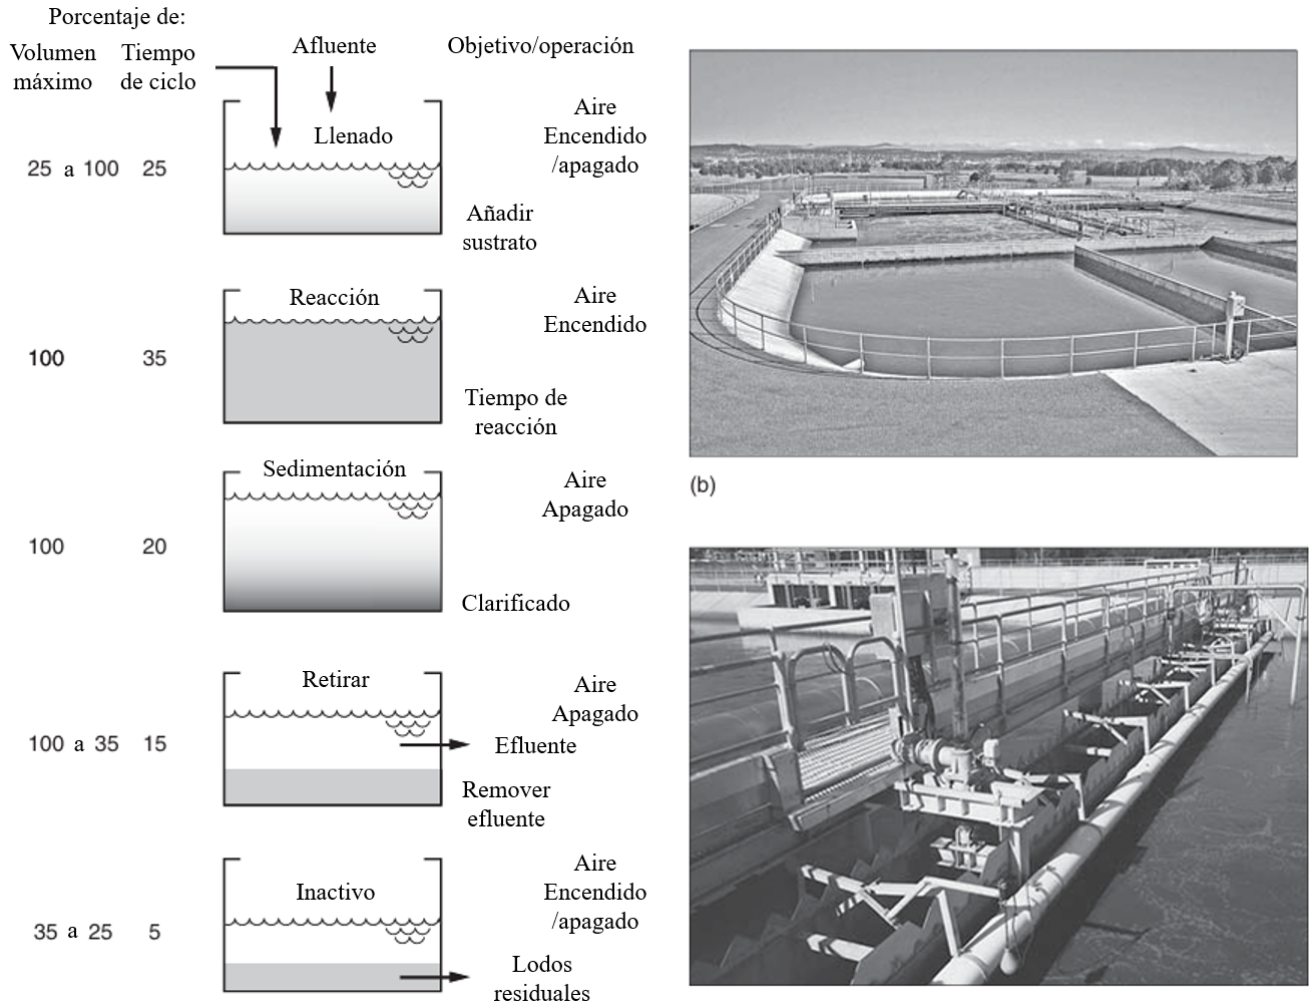 Porcentaje de:
Volumen
máximo
Tiempo
de ciclo
Afluente
Objetivo/operación
Llenado
25 a 100
25
Aire
Encendido
/apagado
Añadir
sustrato
Reacción
100
35
Aire
Encendido
Tiempo de
reacción
Sedimentación
100
20
Aire
Apagado
Clarificado
Retirar
100 a 35
15
Aire
Apagado
Efluente
Remover
efluente
Inactivo
35 a 25
5
Aire
Encendido
/apagado
Lodos
residuales
(b)